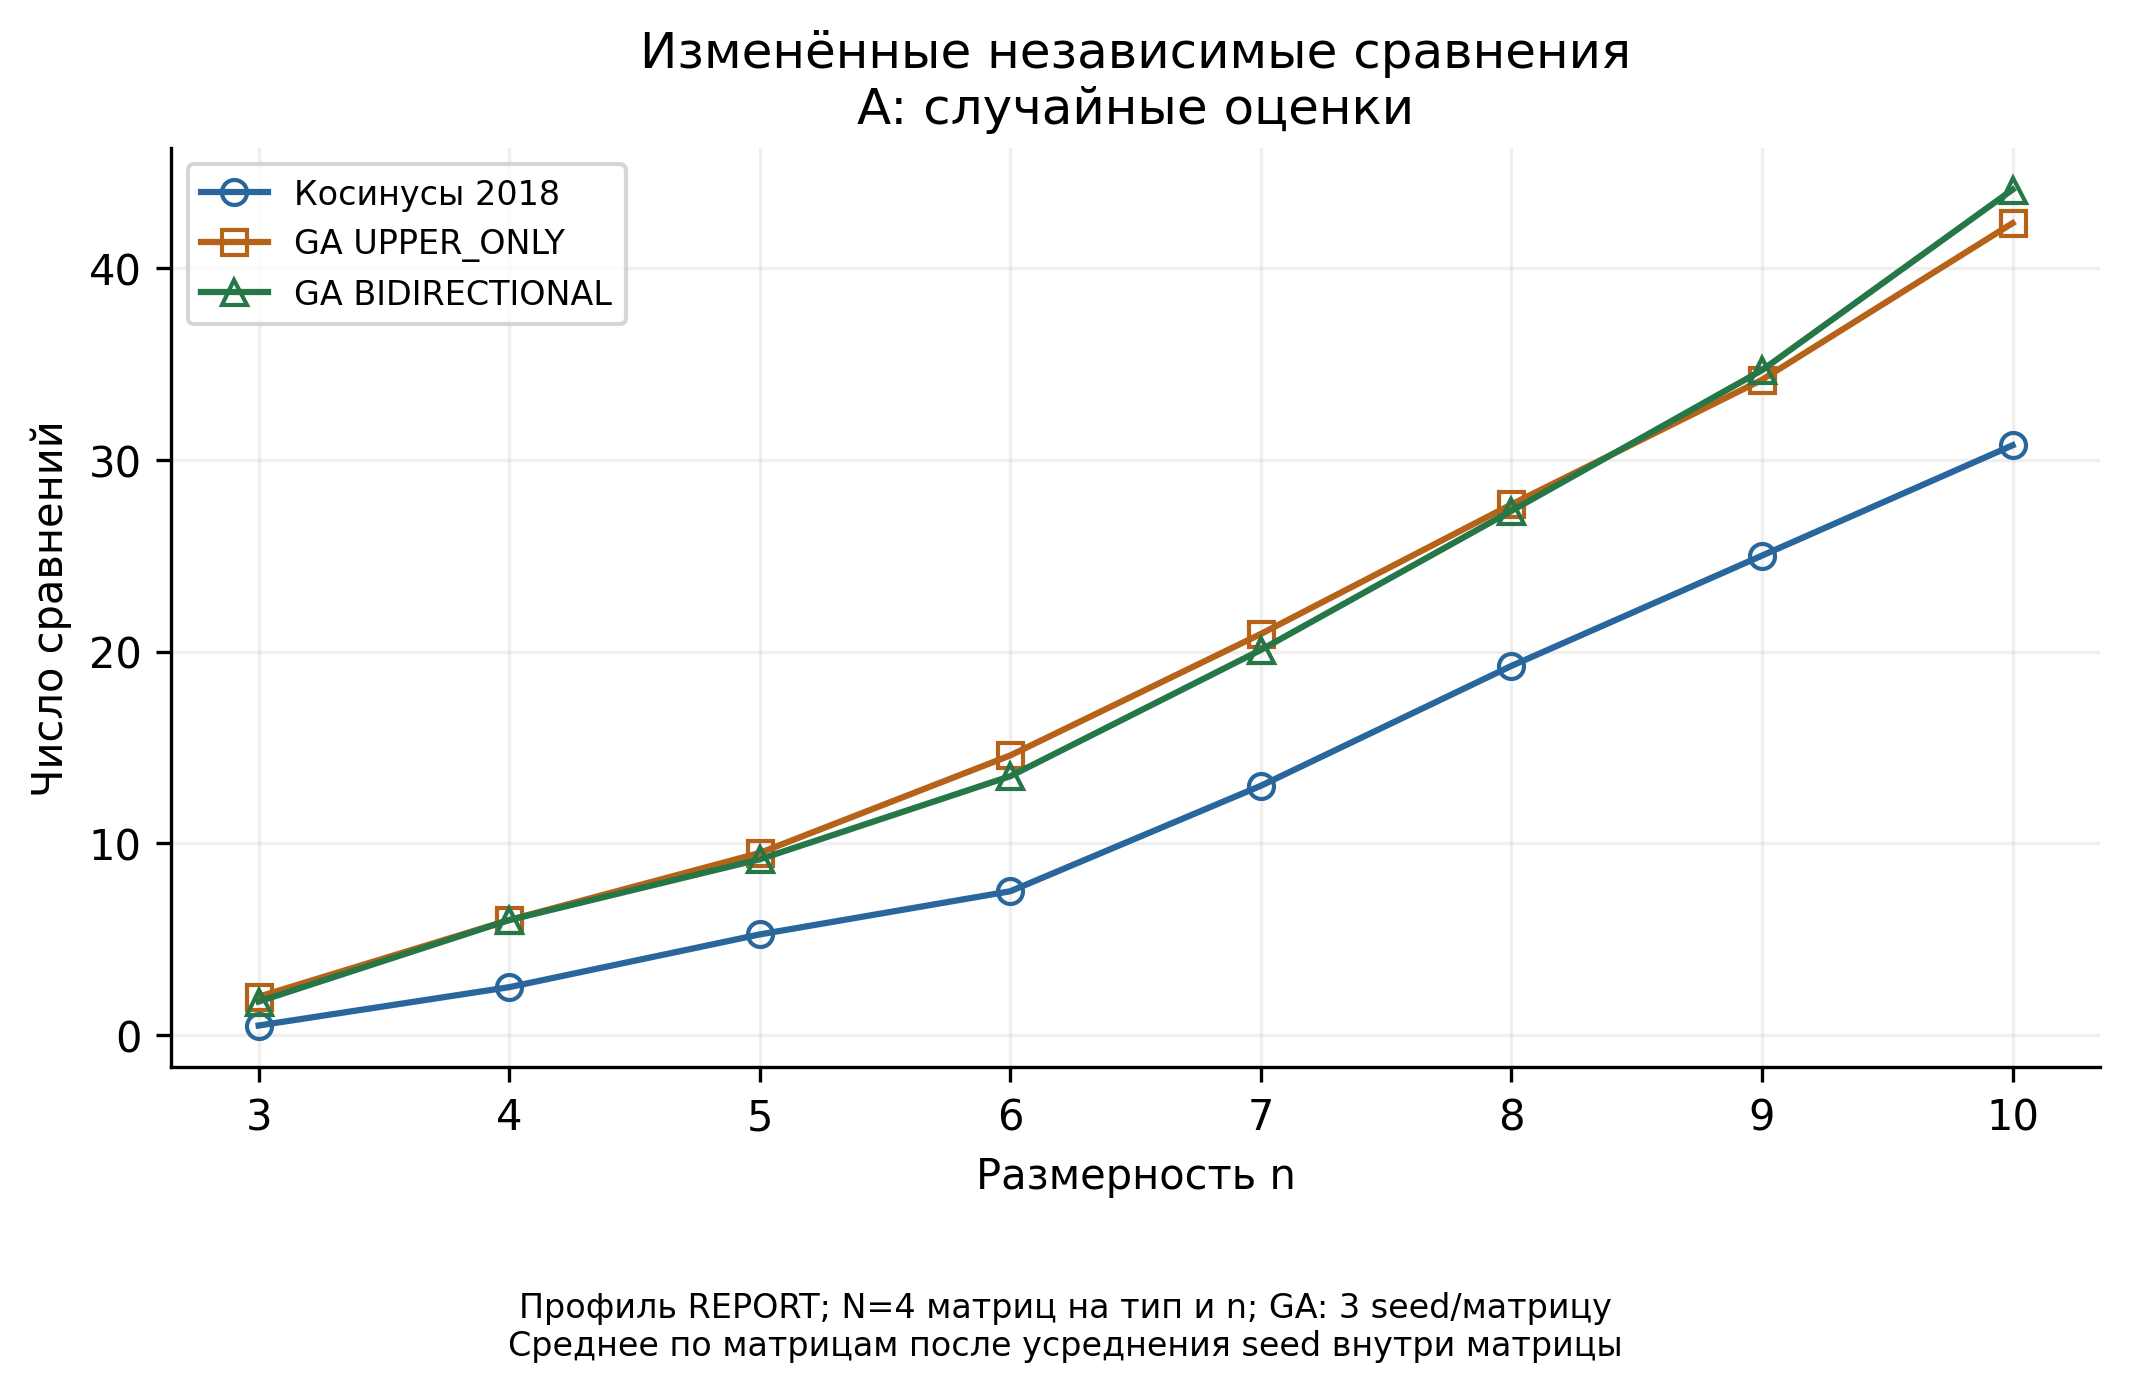 Изменённые независимые сравнения
A: случайные оценки
Косинусы 2018
GA UPPER_ONLY
GA BIDIRECTIONAL
Число сравнений
40
30
20
10
0
3 4 5 6 7 8 9 10
Размерность n
Профиль REPORT; N=4 матриц на тип и n; GA: 3 seed/матрицу
Среднее по матрицам после усреднения seed внутри матрицы